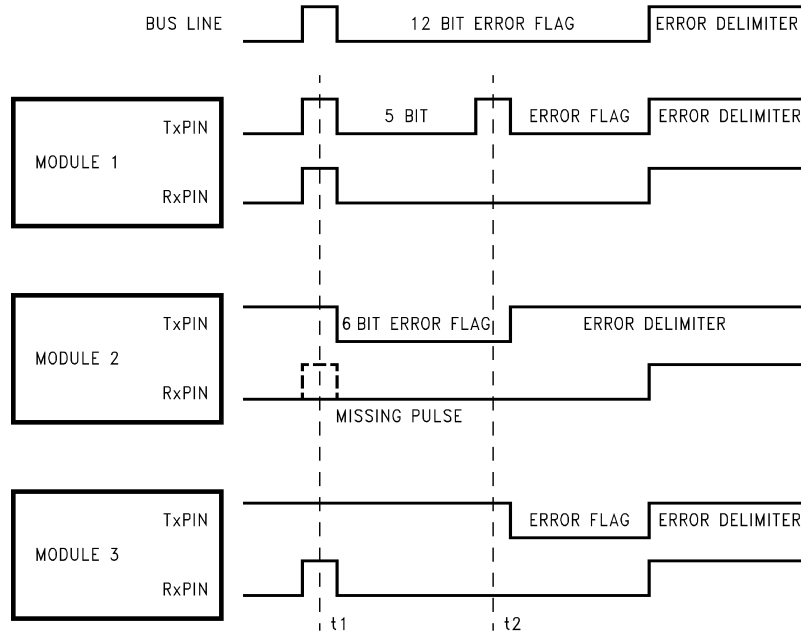 BUS LINE 12 BIT ERROR FLAG ERROR DELIMITER
TxPIN 5 BIT ERROR FLAG ERROR DELIMITER
MODULE 1
RxPIN
TxPIN 6 BIT ERROR FLAG ERROR DELIMITER
MODULE 2
RxPIN
MISSING PULSE
TxPIN ERROR FLAG ERROR DELIMITER
MODULE 3
RxPIN
t1 t2